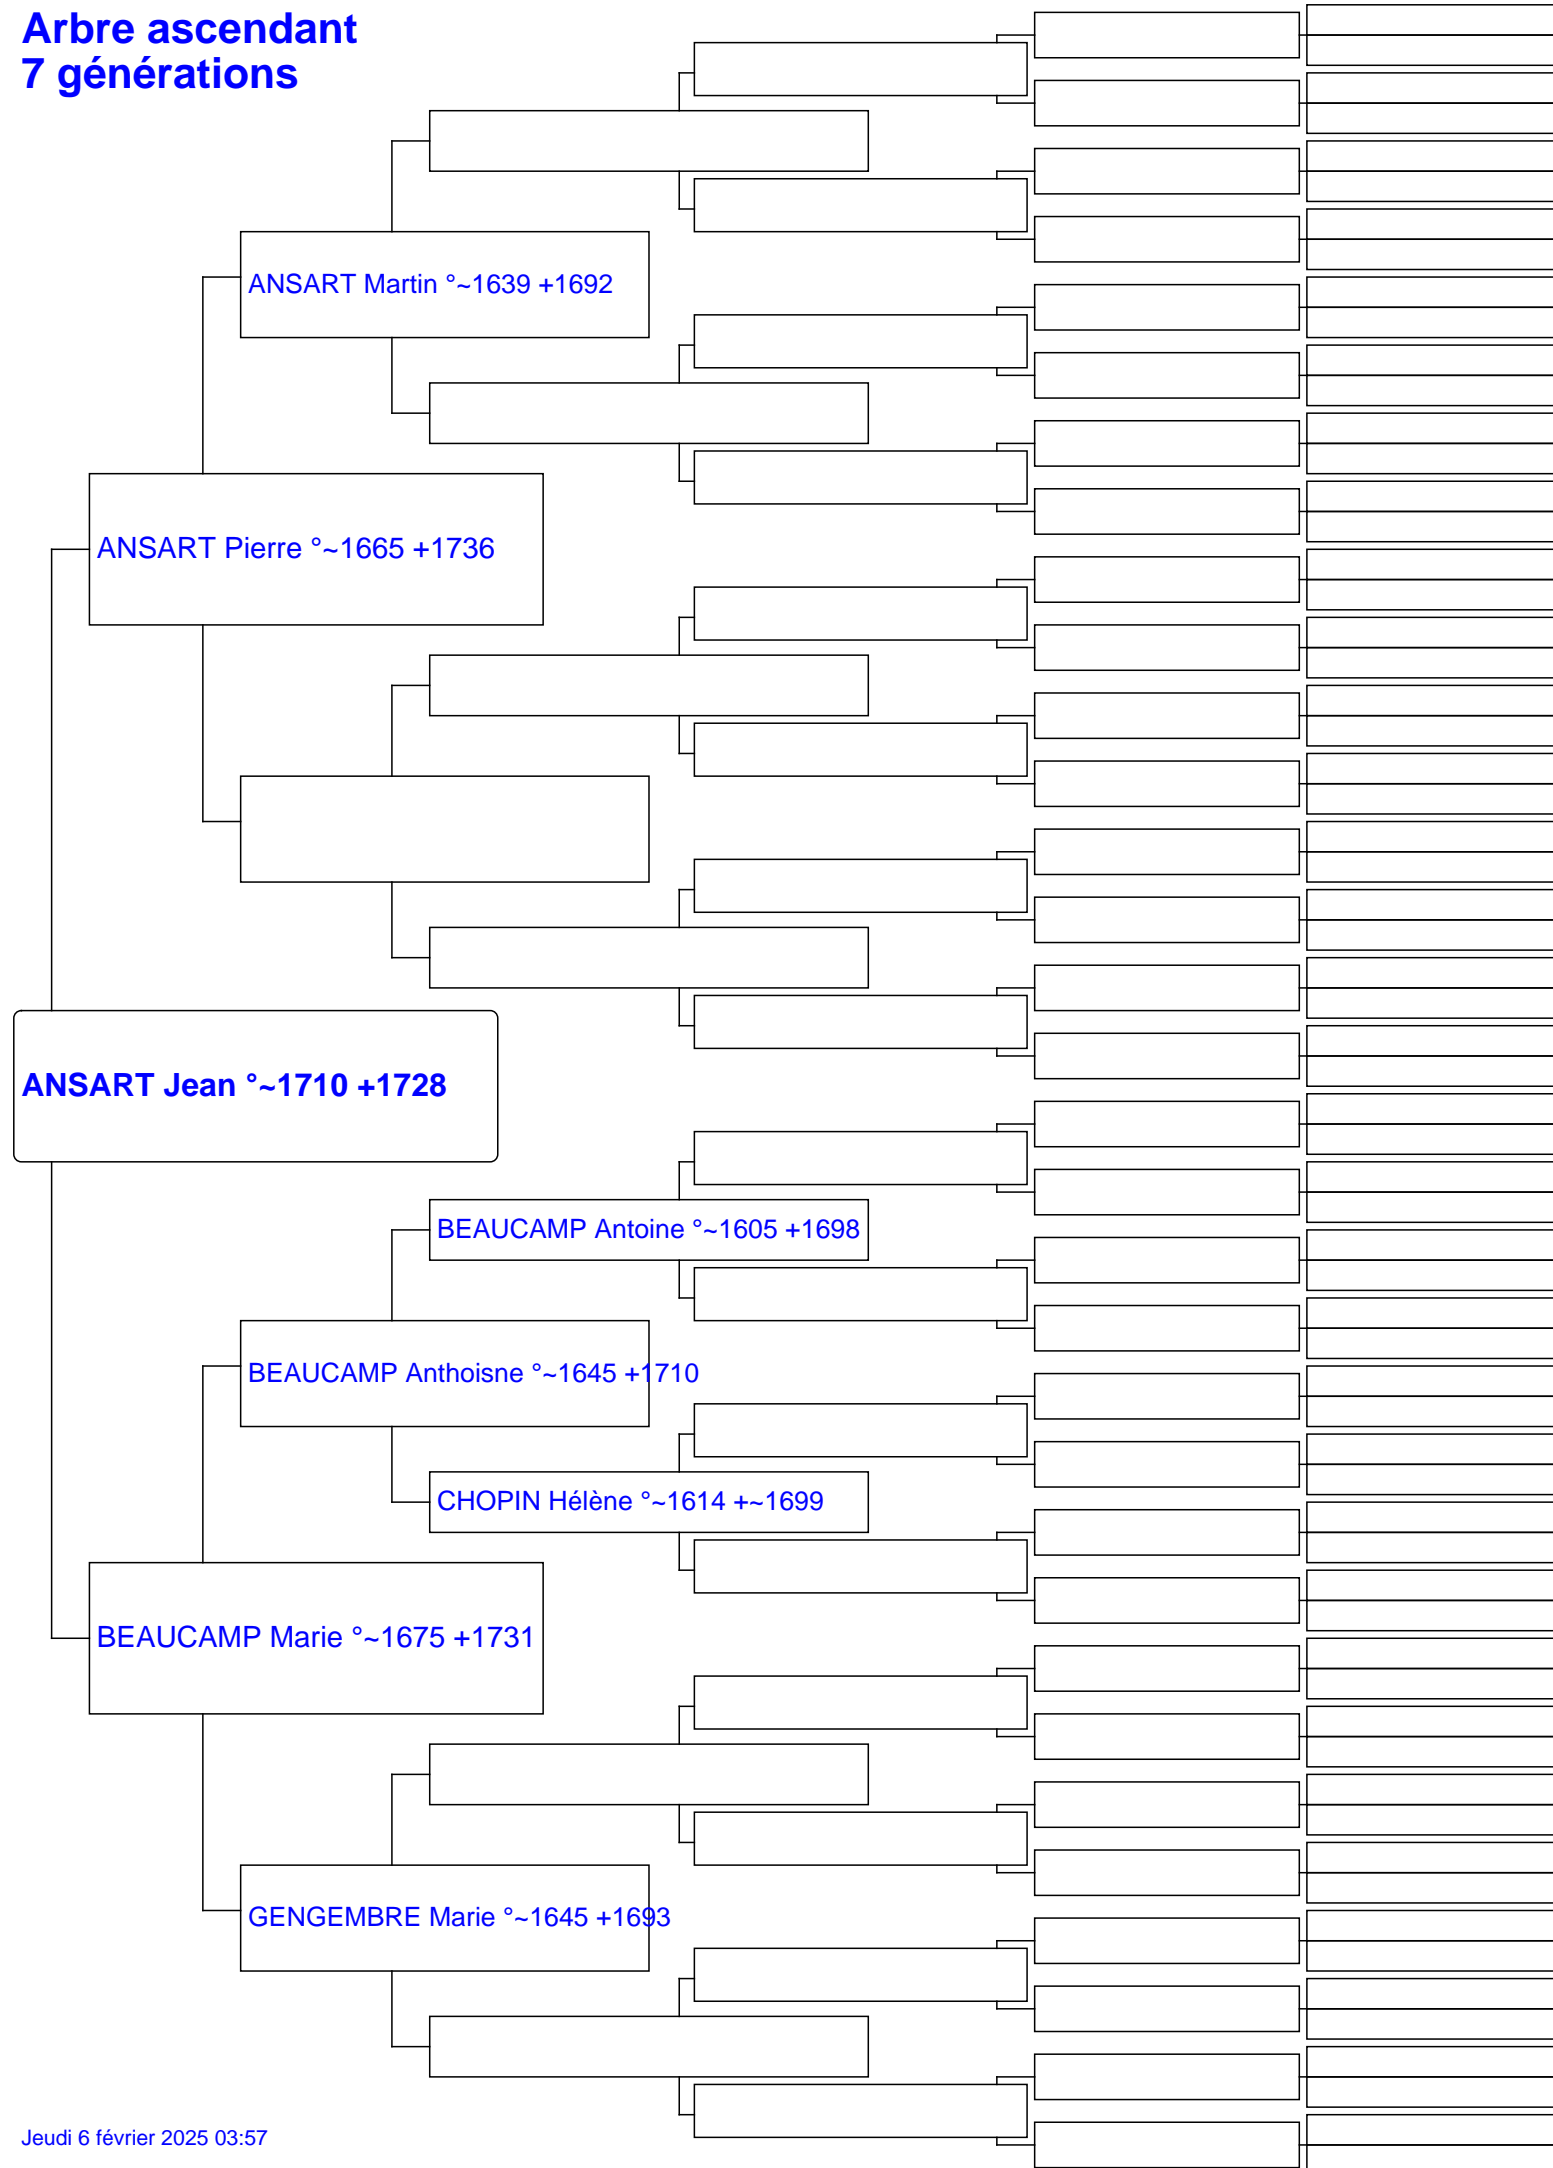 Arbre ascendant
7 générations
ANSART Martin °~1639 +1692
ANSART Pierre °~1665 +1736
ANSART Jean °~1710 +1728
BEAUCAMP Antoine °~1605 +1698
BEAUCAMP Anthoisne °~1645 +1710
CHOPIN Hélène °~1614 +~1699
BEAUCAMP Marie °~1675 +1731
GENGEMBRE Marie °~1645 +1693
Jeudi 6 février 2025 03:57